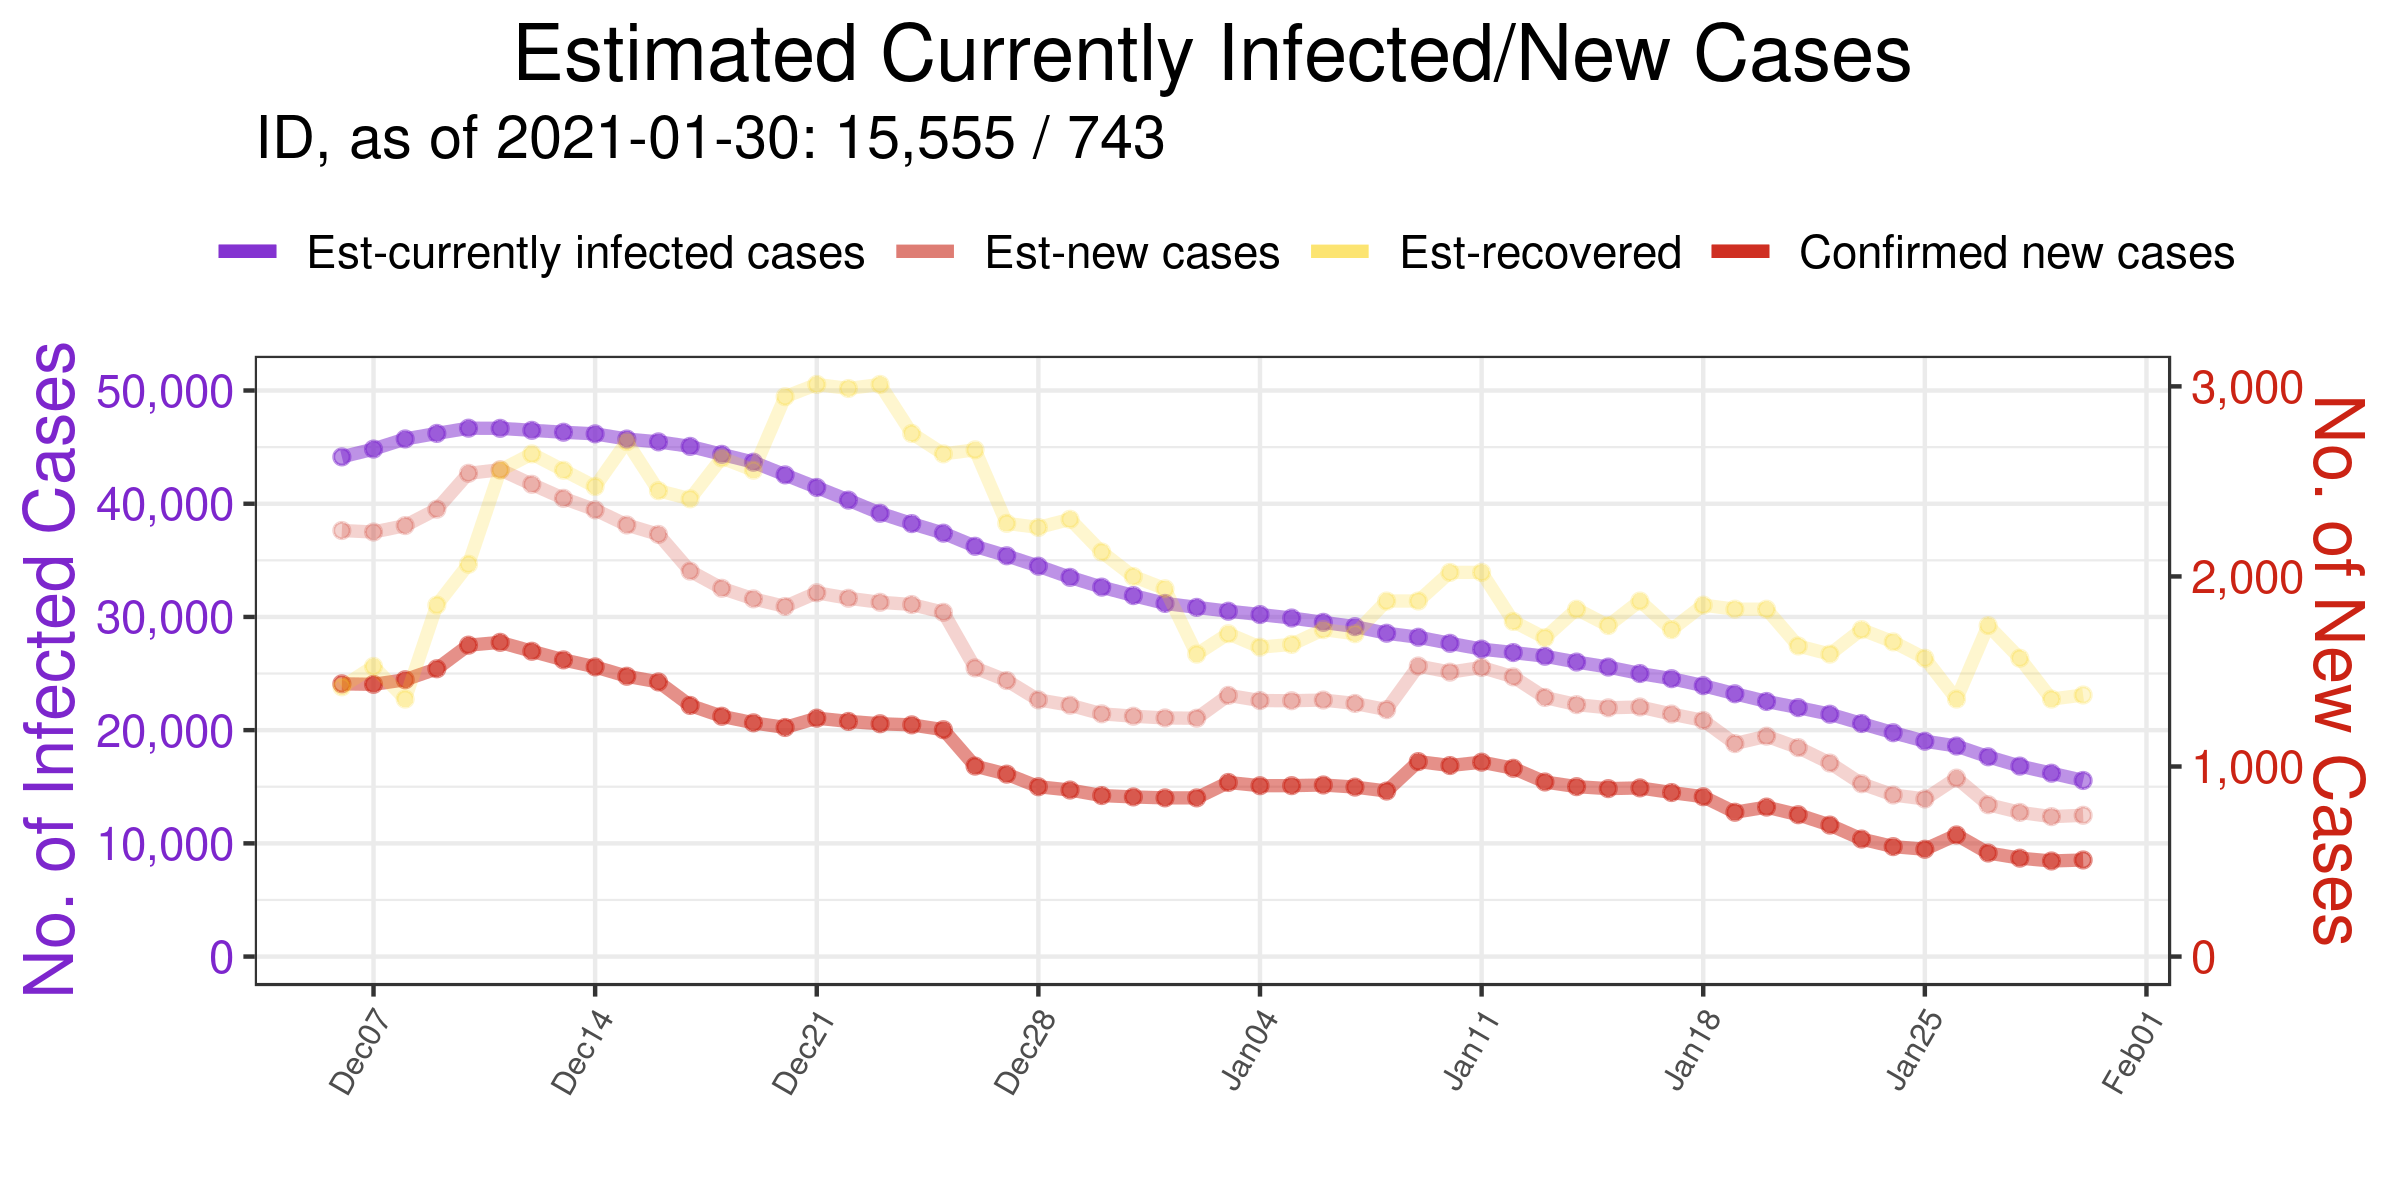 Estimated Currently Infected/New Cases
ID, as of 2021-01-30: 15,555 / 743
Est-currently infected cases Est-new cases Est-recovered Confirmed new cases
No. of Infected Cases
50,000
40,000
30,000
20,000
10,000
0
3,000
2,000
1,000
0
No. of New Cases
Dec07 Dec14 Dec21 Dec28 Jan04 Jan11 Jan18 Jan25 Feb01